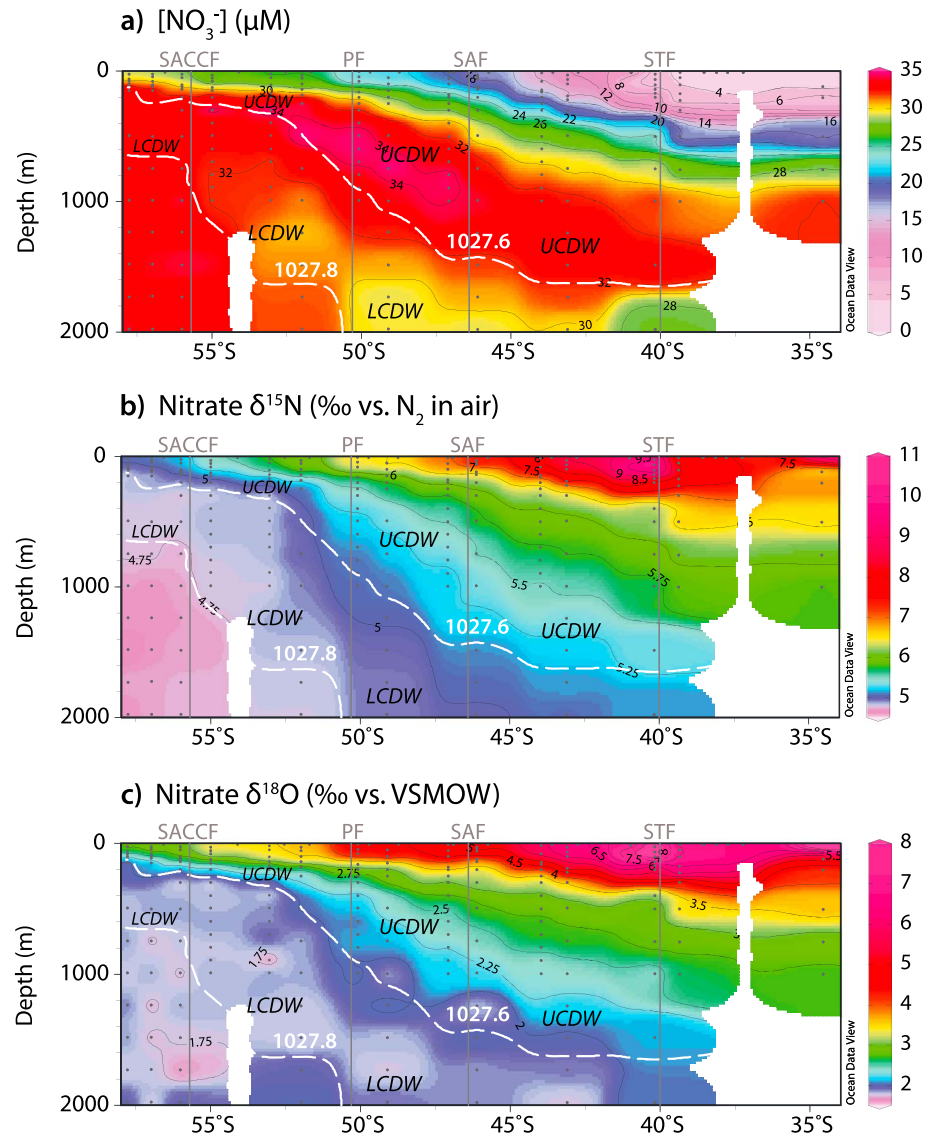 a) [NO3-] (μM)
SACCF PF SAF STF
0
1000
2000
Depth (m)
55°S 50°S 45°S 40°S 35°S
30
UCDW
34
LCDW
32
LCDW
1027.8
34
UCDW
34
32
16
24
26
22
20
8
12
10
14
4
6
16
28
1027.6
UCDW
32
LCDW
30
28
Ocean Data View
35
30
25
20
15
10
5
0
b) Nitrate δ15N (‰ vs. N2 in air)
SACCF PF SAF STF
0
1000
2000
Depth (m)
55°S 50°S 45°S 40°S 35°S
5
UCDW
LCDW
4.75
4.75
LCDW
1027.8
6
7
7.5
9.5
9
8.5
7.5
UCDW
5.5
5.75
5
1027.6
UCDW
5.25
LCDW
Ocean Data View
11
10
9
8
7
6
5
c) Nitrate δ18O (‰ vs. VSMOW)
SACCF PF SAF STF
0
1000
2000
Depth (m)
55°S 50°S 45°S 40°S 35°S
UCDW
2.75
LCDW
1.75
LCDW
1.75
1027.8
2.5
UCDW
2.25
4.5
4
6.5
7.5
8
6
5.5
3.5
1027.6
2
UCDW
LCDW
Ocean Data View
8
7
6
5
4
3
2